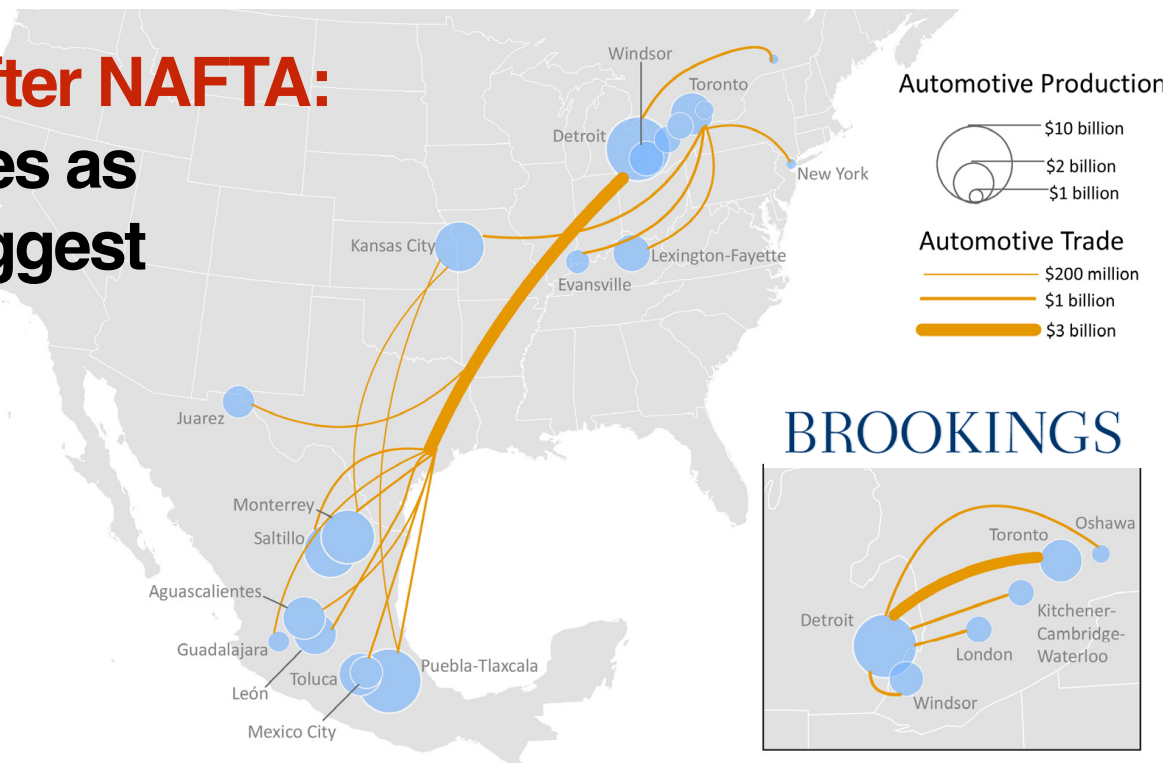 fter NAFTA:
es as
ggest
Windsor
Toronto
Detroit
New York
Kansas City
Lexington-Fayette
Evansville
Juarez
Monterrey
Saltillo
Aguascalientes
Guadalajara
León
Toluca
Puebla-Tlaxcala
Mexico City
Automotive Production
$10 billion
$2 billion
$1 billion
Automotive Trade
$200 million
$1 billion
$3 billion
BROOKINGS
Oshawa
Toronto
Detroit
Kitchener-
Cambridge-
Waterloo
London
Windsor